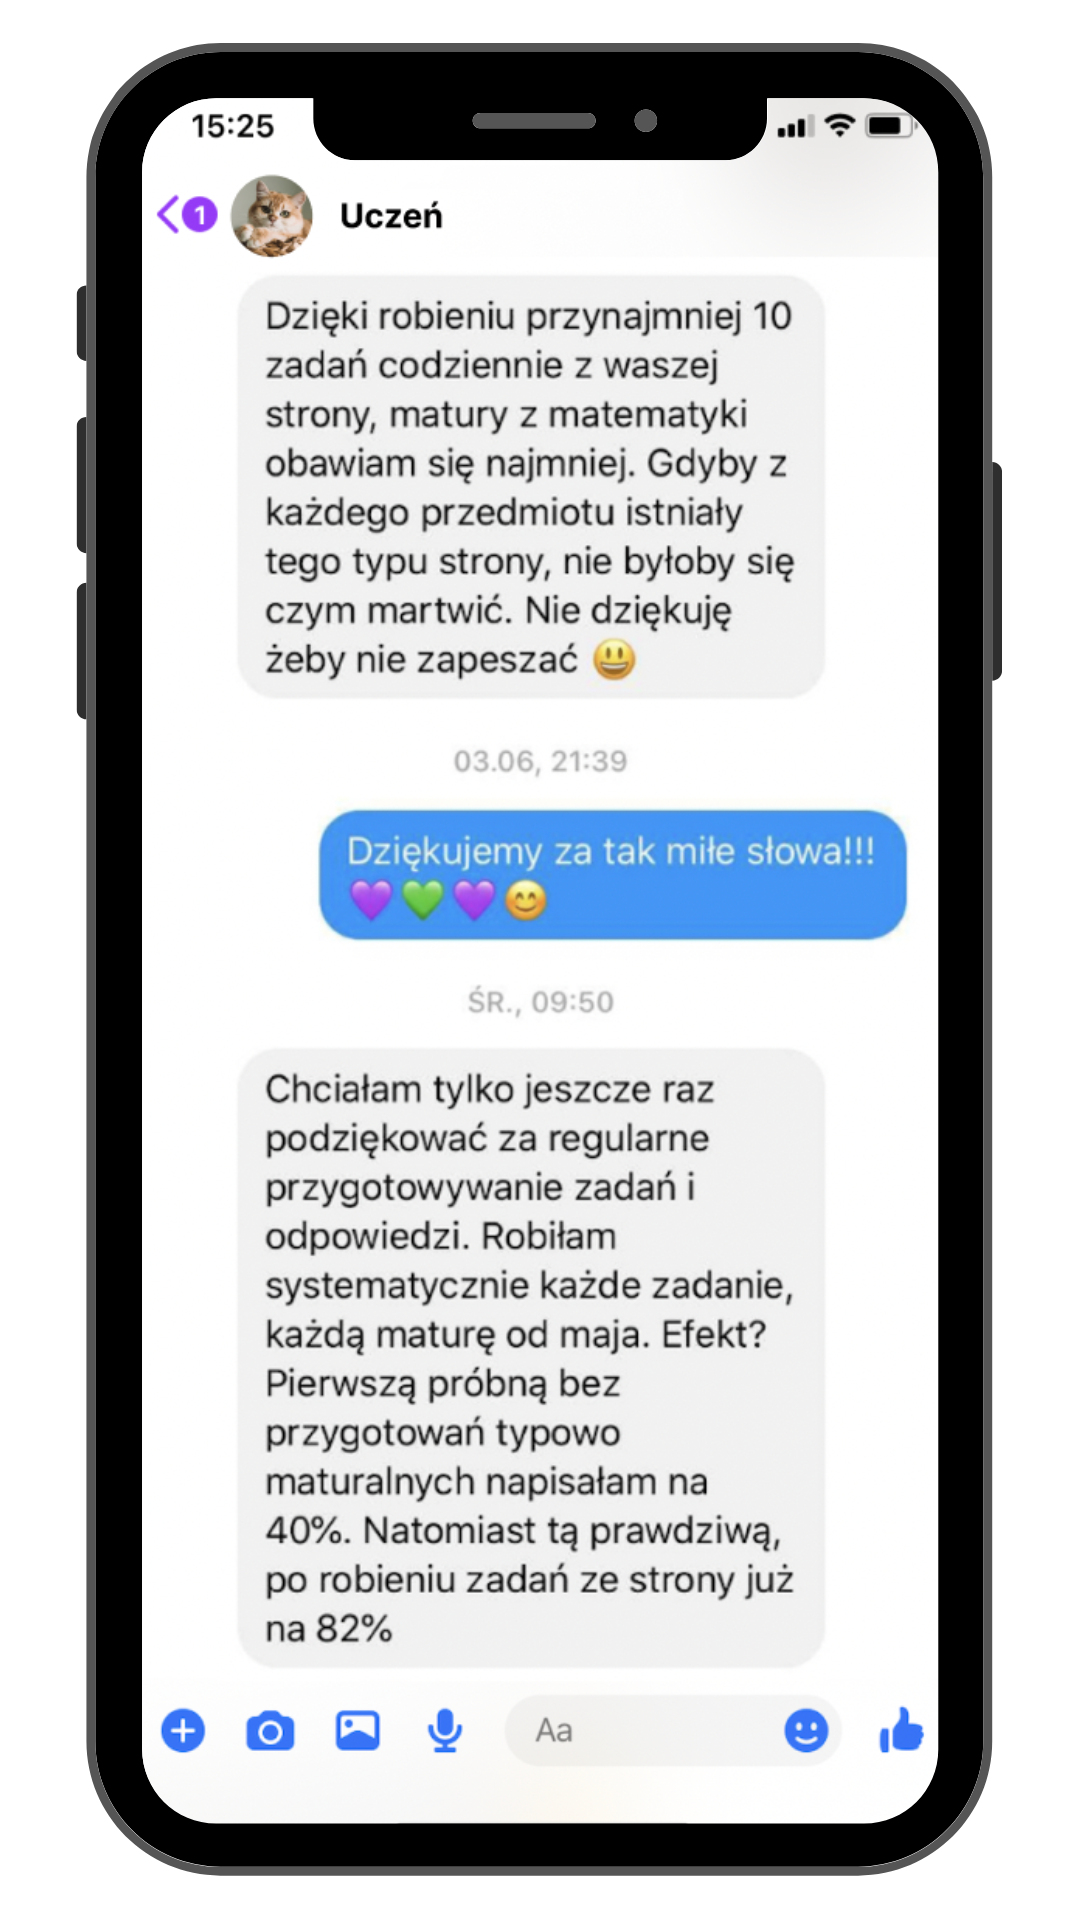 15:25
1
Uczeń
Dzięki robieniu przynajmniej 10
zadań codziennie z waszej
strony, matury z matematyki
obawiam się najmniej. Gdyby z
każdego przedmiotu istniały
tego typu strony, nie byłoby się
czym martwić. Nie dziękuję
żeby nie zapeszać 😃
03.06, 21:39
Dziękujemy za tak miłe słowa!!!
💜💚💜😊
ŚR., 09:50
Chciałam tylko jeszcze raz
podziękować za regularne
przygotowywanie zadań i
odpowiedzi. Robiłam
systematycznie każde zadanie,
każdą maturę od maja. Efekt?
Pierwszą próbną bez
przygotowań typowo
maturalnych napisałam na
40%. Natomiast tą prawdziwą,
po robieniu zadań ze strony już
na 82%
Aa